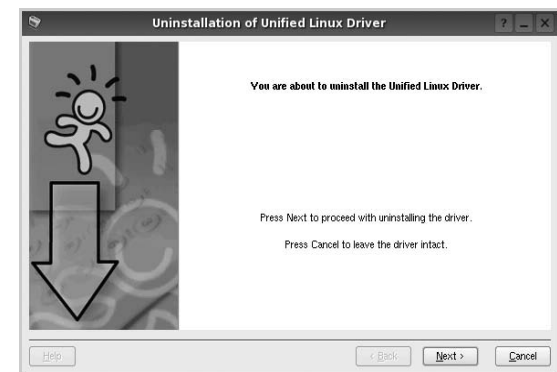 Uninstallation of Unified Linux Driver
You are about to uninstall the Unified Linux Driver.
Press Next to proceed with uninstalling the driver.
Press Cancel to leave the driver intact.
Help
< Back
Next >
Cancel